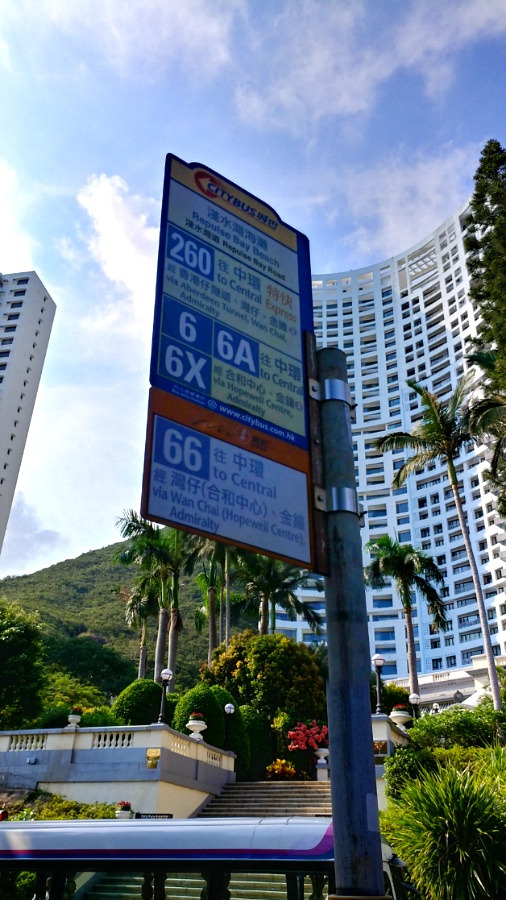 CITYBUS 城巴
淺水灣海灘
Repulse Bay Beach
淺水灣道 Repulse Bay Road
260 往 中環 特快
to Central Express
經 香港仔隧道、灣仔、金鐘
via Aberdeen Tunnel, Wan Chai,
Admiralty
6 6A 往 中環
6X to Central
經 合和中心、金鐘
via Hopewell Centre,
Admiralty
@ www.citybus.com.hk
66 往 中環
to Central
經 灣仔(合和中心)、金鐘
via Wan Chai (Hopewell Centre),
Admiralty